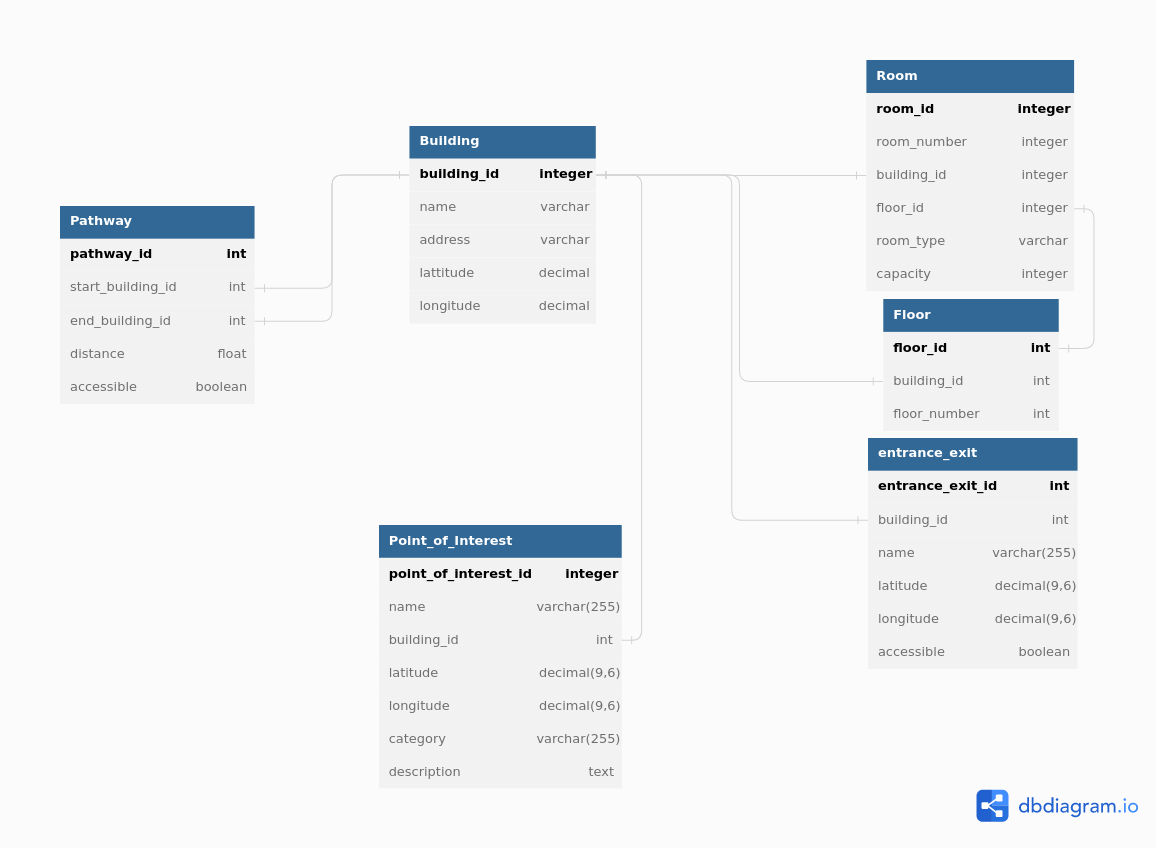 Room
room_id integer
room_number integer
building_id integer
floor_id integer
room_type varchar
capacity integer
Building
building_id integer
name varchar
address varchar
lattitude decimal
longitude decimal
Pathway
pathway_id int
start_building_id int
end_building_id int
distance float
accessible boolean
Floor
floor_id int
building_id int
floor_number int
entrance_exit
entrance_exit_id int
building_id int
name varchar(255)
latitude decimal(9,6)
longitude decimal(9,6)
accessible boolean
Point_of_Interest
point_of_interest_id integer
name varchar(255)
building_id int
latitude decimal(9,6)
longitude decimal(9,6)
category varchar(255)
description text
dbdiagram.io